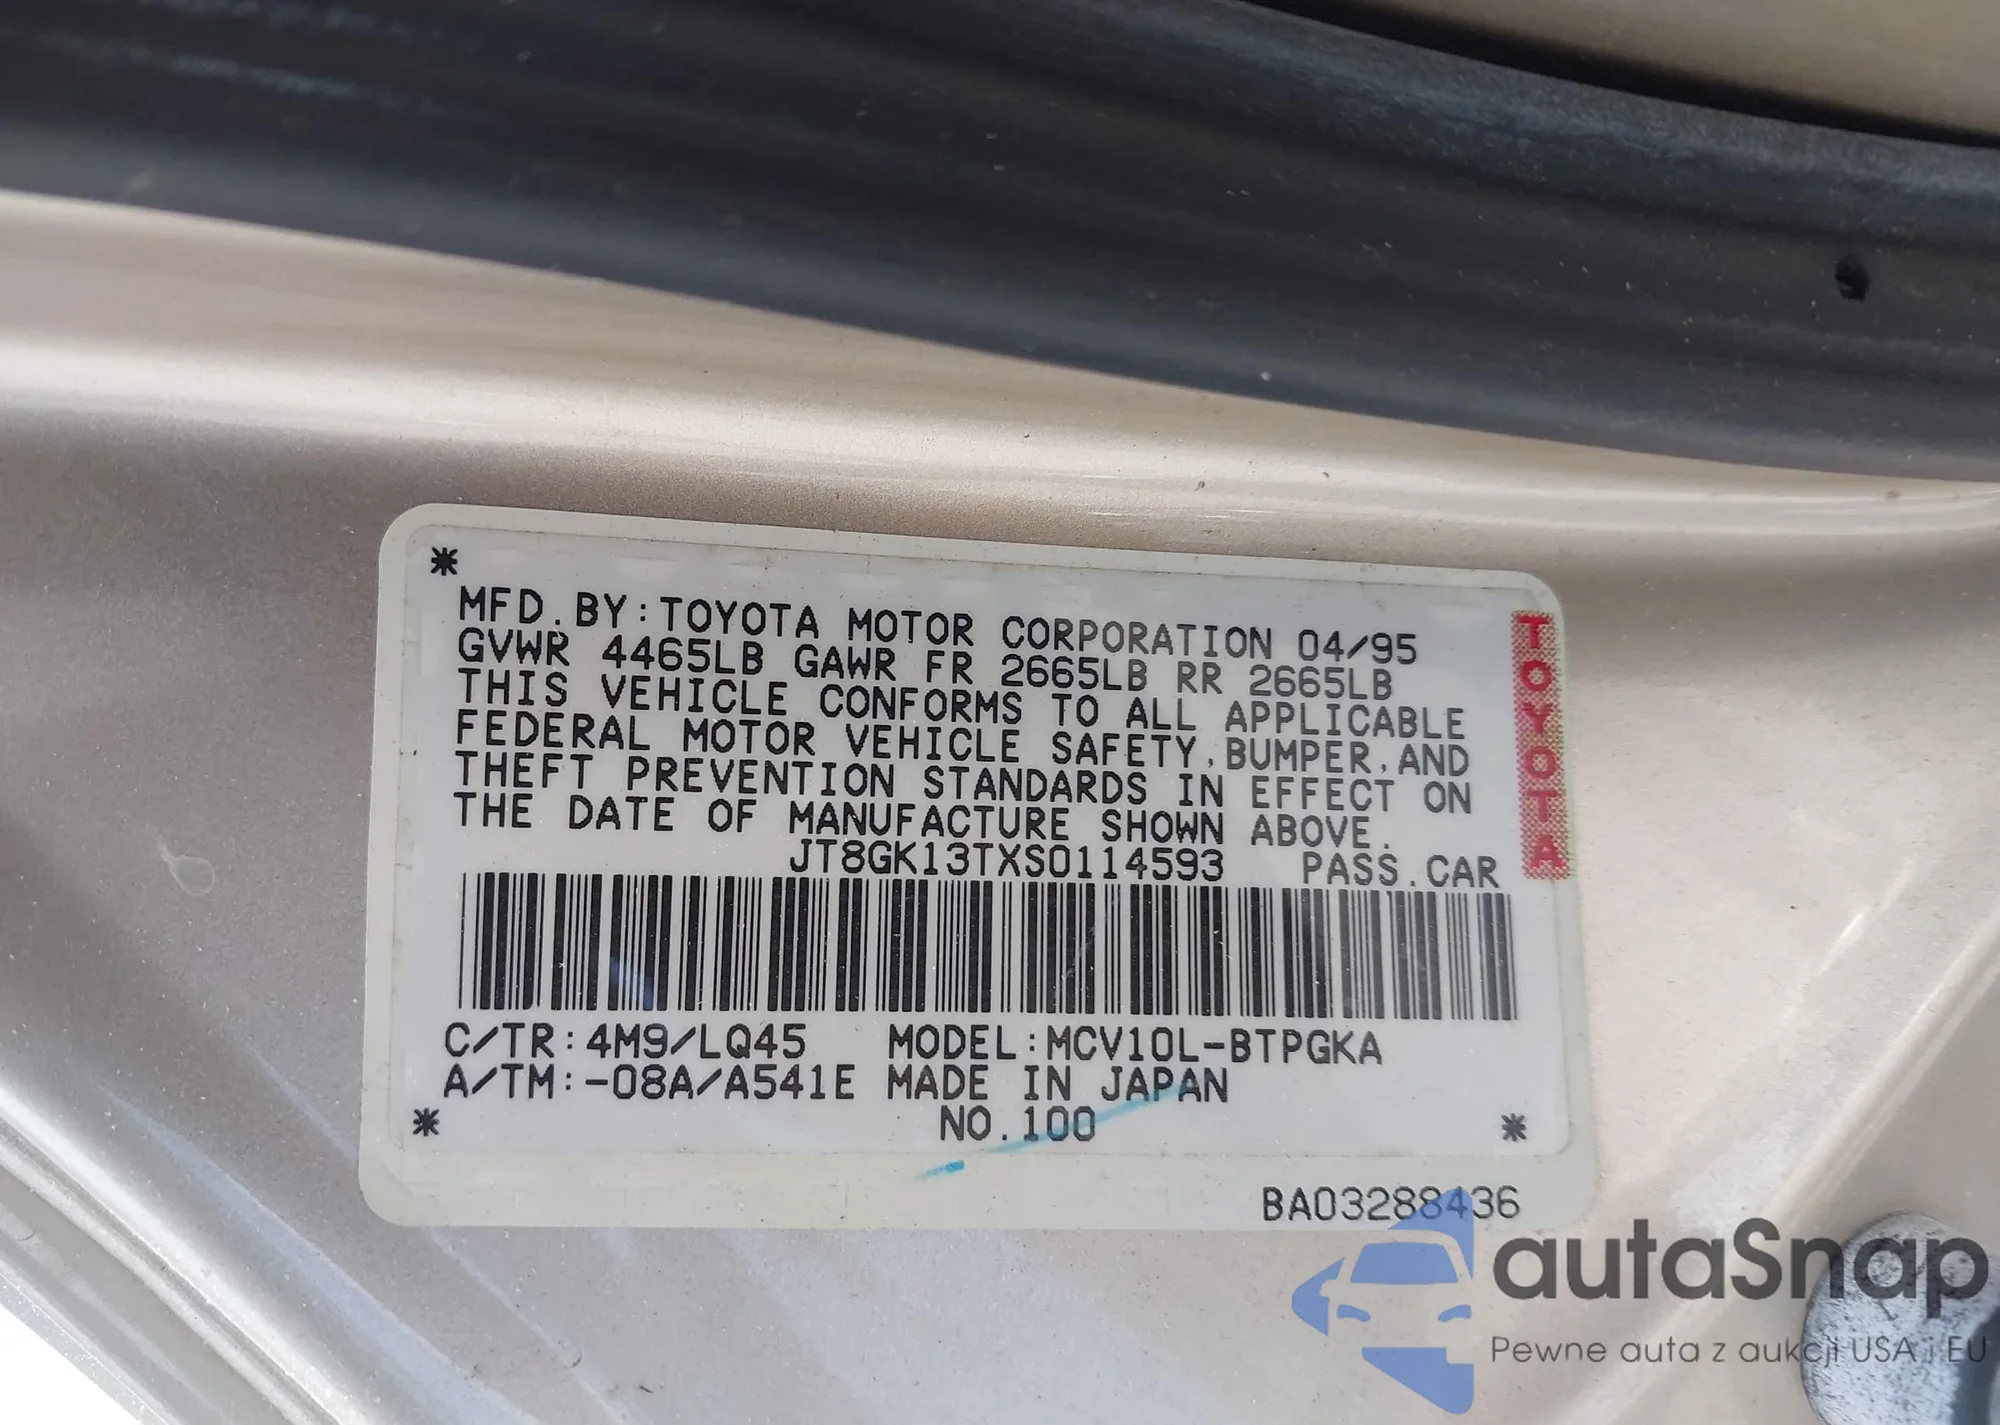 *
MFD.BY:TOYOTA MOTOR CORPORATION 04/95
GVWR 4465LB GAWR FR 2665LB RR 2665LB
THIS VEHICLE CONFORMS TO ALL APPLICABLE
FEDERAL MOTOR VEHICLE SAFETY,BUMPER,AND
THEFT PREVENTION STANDARDS IN EFFECT ON
THE DATE OF MANUFACTURE SHOWN ABOVE.
JT8GK13TXS0114593 PASS.CAR
TOYOTA
C/TR:4M9/LQ45 MODEL:MCV10L-BTPGKA
A/TM:-08A/A541E MADE IN JAPAN
* NO.100 *
BA03288436
autaSnap
Pewne auta z aukcji USA i EU